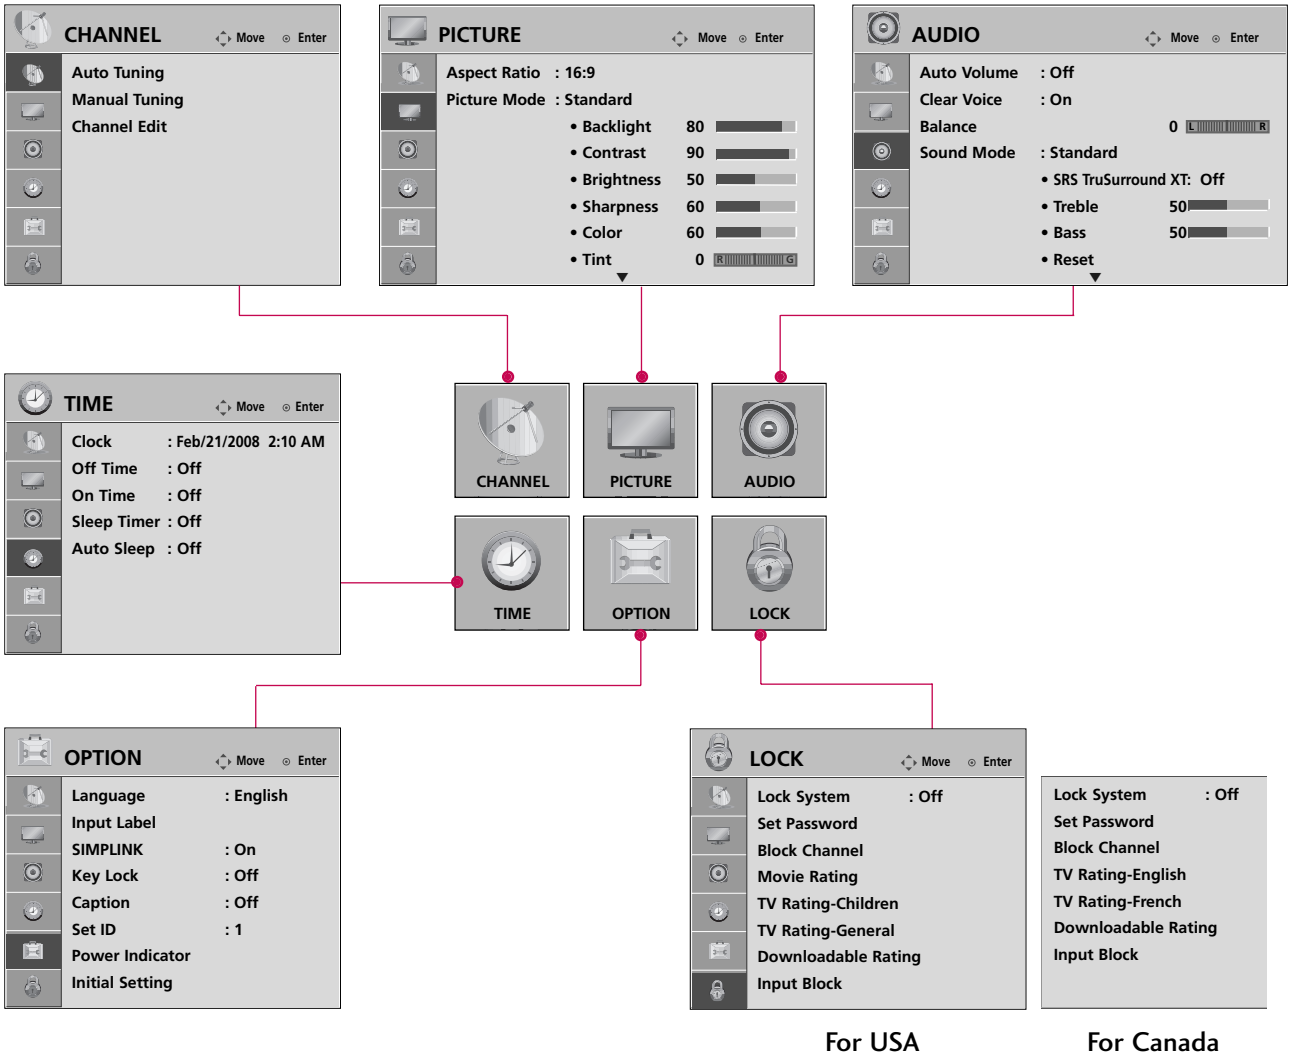 CHANNEL Move Enter
Auto Tuning
Manual Tuning
Channel Edit
PICTURE Move Enter
Aspect Ratio : 16:9
Picture Mode : Standard
• Backlight 80
• Contrast 90
• Brightness 50
• Sharpness 60
• Color 60
• Tint 0 R G
AUDIO Move Enter
Auto Volume : Off
Clear Voice : On
Balance 0 L R
Sound Mode : Standard
• SRS TruSurround XT: Off
• Treble 50
• Bass 50
• Reset
TIME Move Enter
Clock : Feb/21/2008 2:10 AM
Off Time : Off
On Time : Off
Sleep Timer : Off
Auto Sleep : Off
CHANNEL
PICTURE
AUDIO
TIME
OPTION
LOCK
OPTION Move Enter
Language : English
Input Label
SIMPLINK : On
Key Lock : Off
Caption : Off
Set ID : 1
Power Indicator
Initial Setting
LOCK Move Enter
Lock System : Off
Set Password
Block Channel
Movie Rating
TV Rating-Children
TV Rating-General
Downloadable Rating
Input Block
For USA
Lock System : Off
Set Password
Block Channel
TV Rating-English
TV Rating-French
Downloadable Rating
Input Block
For Canada